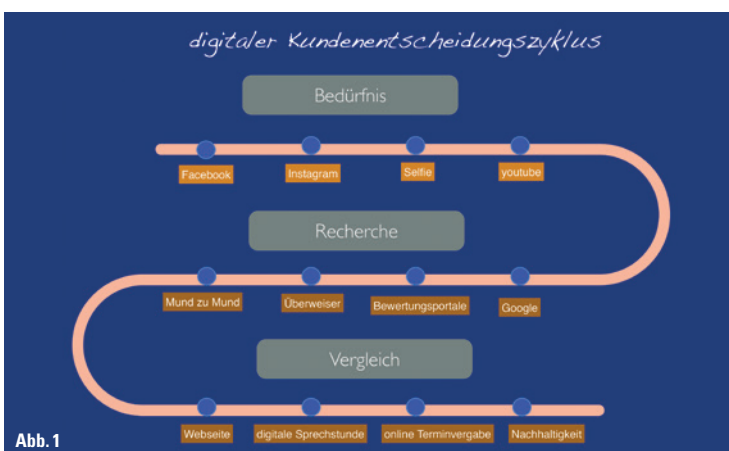 digitaler Kundenentscheidungszyklus
Bedürfnis
Facebook
Instagram
Selfie
youtube
Recherche
Mund zu Mund
Überweiser
Bewertungsportale
Google
Vergleich
Webseite
digitale Sprechstunde
online Terminvergabe
Nachhaltigkeit
Abb. 1